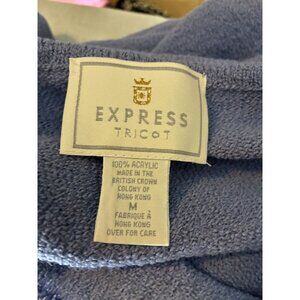 EXPRESS
TRICOT
100% ACRYLIC
MADE IN THE
BRITISH CROWN
COLONY OF
HONG KONG
M
FABRIQUÉ À
HONG KONG
OVER FOR CARE